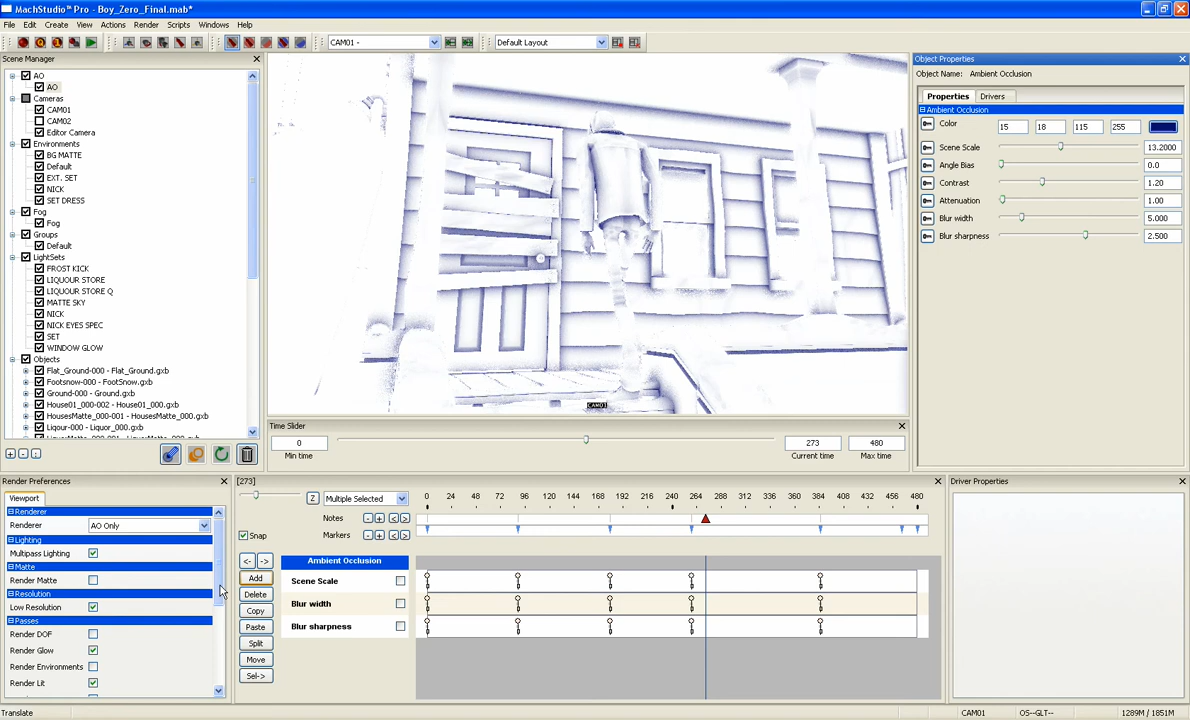 MachStudio™ Pro - Boy_Zero_Final.mab*
File Edit Create View Actions Render Scripts Windows Help
CAM01 -
Default Layout
Scene Manager
AO
AO
Cameras
CAM01
CAM02
Editor Camera
Environments
BG MATTE
Default
EXT. SET
NICK
SET DRESS
Fog
Fog
Groups
Default
LightSets
FROST KICK
LIQUOUR STORE
LIQUOUR STORE Q
MATTE SKY
NICK
NICK EYES SPEC
SET
WINDOW GLOW
Objects
Flat_Ground-000 - Flat_Ground.gxb
Footsnow-000 - FootSnow.gxb
Ground-000 - Ground.gxb
House01_000-002 - House01_000.gxb
HousesMatte_000-001 - HousesMatte_000.gxb
Liqour-000 - Liquor_000.gxb
CAM01
Object Properties
Object Name: Ambient Occlusion
Properties Drivers
Ambient Occlusion
Color 15 18 115 255
Scene Scale 13.2000
Angle Bias 0.0
Contrast 1.20
Attenuation 1.00
Blur width 5.000
Blur sharpness 2.500
Time Slider
0 273 480
Min time Current time Max time
Render Preferences
Viewport
Renderer
Renderer AO Only
Lighting
Multipass Lighting
Matte
Render Matte
Resolution
Low Resolution
Passes
Render DOF
Render Glow
Render Environments
Render Lit
[273]
Z Multiple Selected 0 24 48 72 96 120 144 168 192 216 240 264 288 312 336 360 384 408 432 456 480
Notes - + < >
Snap Markers - + < >
<- ->
Add
Delete
Copy
Paste
Split
Move
Sel->
Ambient Occlusion
Scene Scale
Blur width
Blur sharpness
Driver Properties
Translate CAM01 OS--GLT-- 1289M / 1851M